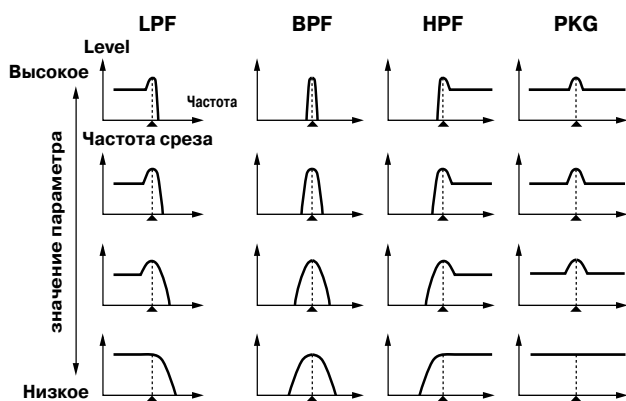 LPF BPF HPF PKG
Level
Высокое
Частота
Частота среза
значение параметра
Низкое